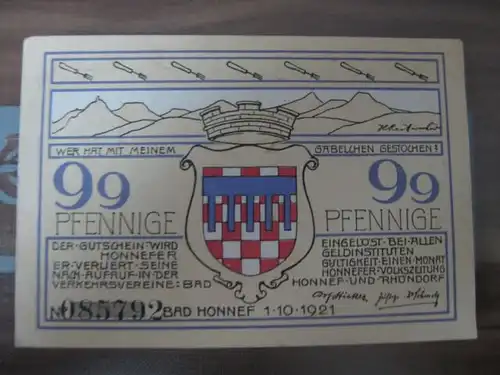 WER HAT MIT MEINEM GÄBELCHEN GESTOCHEN?
99 99
PFENNIGE PFENNIGE
DER GUTSCHEIN WIRD EINGELÖST BEI ALLEN
HONNEFER GELDINSTITUTEN
ER VERLIERT SEINE GÜLTIGKEIT EINEN MONAT
NACH AUFRUF IN DER HONNEFER VOLKSZEITUNG
VERKEHRSVEREINE: BAD HONNEF UND RHÖNDORF
No 085792 BAD HONNEF 1·10·1921